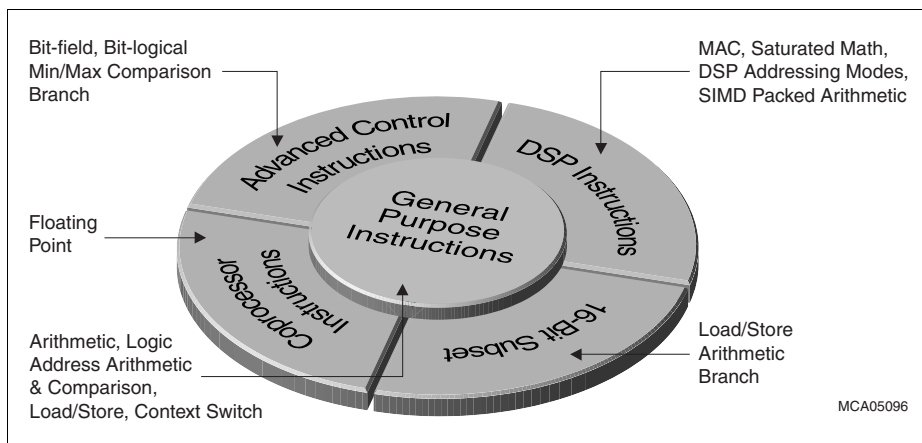 Bit-field, Bit-logical
Min/Max Comparison
Branch
MAC, Saturated Math,
DSP Addressing Modes,
SIMD Packed Arithmetic
Advanced Control
Instructions
DSP Instructions
General
Purpose
Instructions
Floating
Point
Coprocessor
Instructions
16-Bit Subset
Arithmetic, Logic
Address Arithmetic
& Comparison,
Load/Store, Context Switch
Load/Store
Arithmetic
Branch
MCA05096